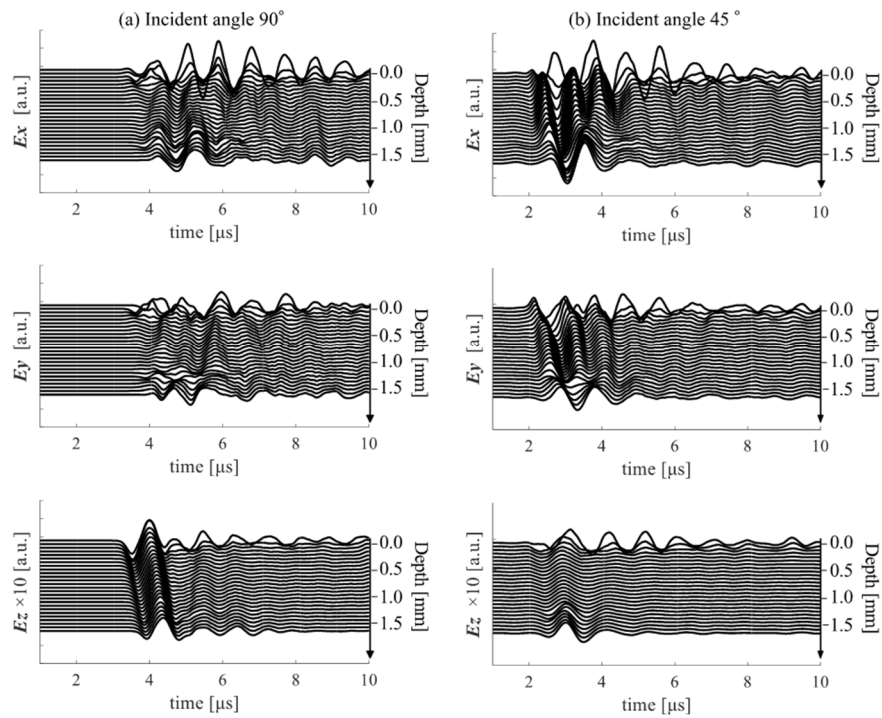 (a) Incident angle 90°
(b) Incident angle 45 °
Ex [a.u.]
0.0
0.5
1.0
1.5
Depth [mm]
2 4 6 8 10
time [μs]
Ex [a.u.]
0.0
0.5
1.0
1.5
Depth [mm]
2 4 6 8 10
time [μs]
Ey [a.u.]
0.0
0.5
1.0
1.5
Depth [mm]
2 4 6 8 10
time [μs]
Ey [a.u.]
0.0
0.5
1.0
1.5
Depth [mm]
2 4 6 8 10
time [μs]
Ez ×10 [a.u.]
0.0
0.5
1.0
1.5
Depth [mm]
2 4 6 8 10
time [μs]
Ez ×10 [a.u.]
0.0
0.5
1.0
1.5
Depth [mm]
2 4 6 8 10
time [μs]